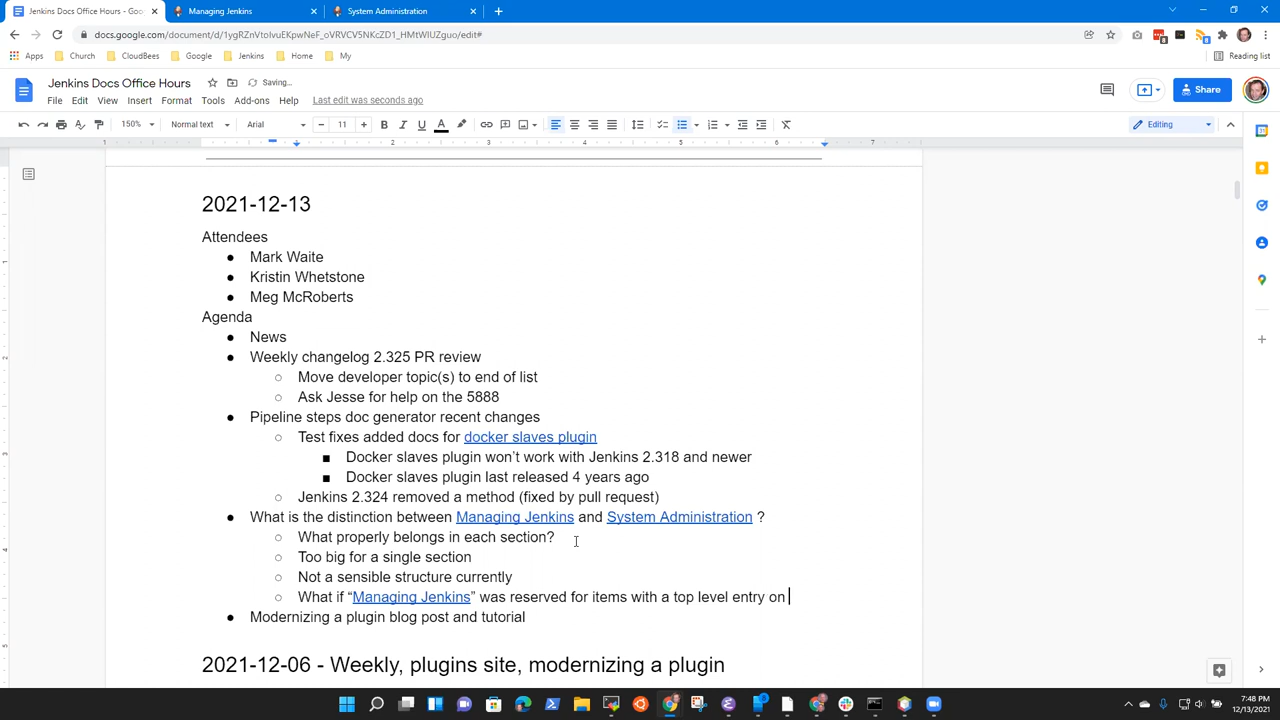 Jenkins Docs Office Hours - Goo
Managing Jenkins
System Administration
docs.google.com/document/d/1ygRZnVtoIvuEKpwNeF_oVRVCV5NKcZD1_HMtWIUZguo/edit#
Apps
Church
CloudBees
Google
Jenkins
Home
My
Reading list
Jenkins Docs Office Hours
Saving...
File Edit View Insert Format Tools Add-ons Help Last edit was seconds ago
Share
150% Normal text Arial 11 Editing
1 1 2 3 4 5 6 7
2021-12-13
Attendees
● Mark Waite
● Kristin Whetstone
● Meg McRoberts
Agenda
● News
● Weekly changelog 2.325 PR review
○ Move developer topic(s) to end of list
○ Ask Jesse for help on the 5888
● Pipeline steps doc generator recent changes
○ Test fixes added docs for docker slaves plugin
■ Docker slaves plugin won’t work with Jenkins 2.318 and newer
■ Docker slaves plugin last released 4 years ago
○ Jenkins 2.324 removed a method (fixed by pull request)
● What is the distinction between Managing Jenkins and System Administration ?
○ What properly belongs in each section?
○ Too big for a single section
○ Not a sensible structure currently
○ What if “Managing Jenkins” was reserved for items with a top level entry on
● Modernizing a plugin blog post and tutorial
2021-12-06 - Weekly, plugins site, modernizing a plugin
7:48 PM
12/13/2021